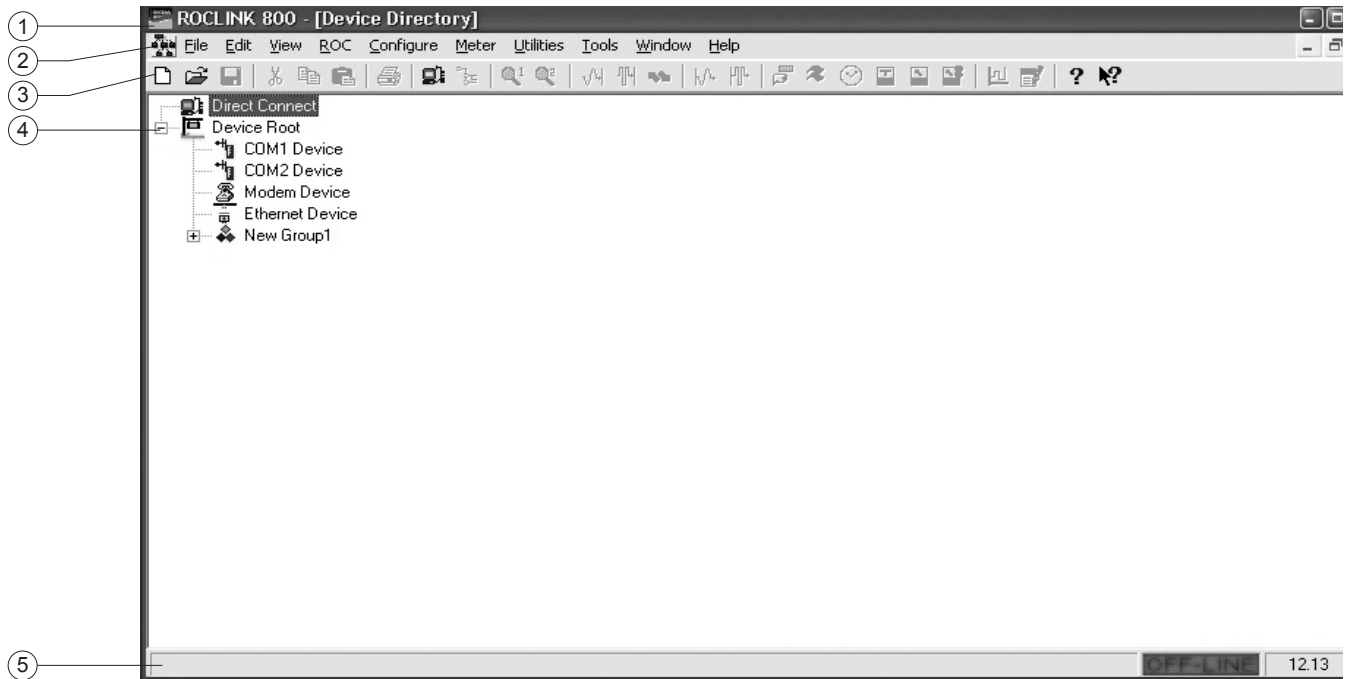 1
ROCLINK 800 - [Device Directory]
2
File Edit View ROC Configure Meter Utilities Tools Window Help
3
Direct Connect
4
Device Root
COM1 Device
COM2 Device
Modem Device
Ethernet Device
New Group1
5
OFF-LINE 12.13